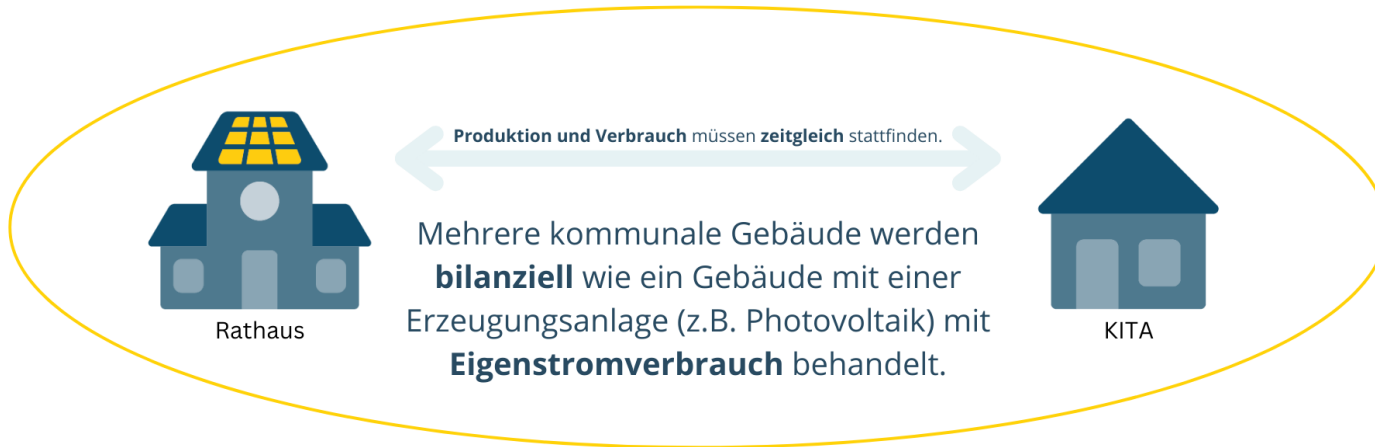 Produktion und Verbrauch müssen zeitgleich stattfinden.
Mehrere kommunale Gebäude werden
bilanziell wie ein Gebäude mit einer
Erzeugungsanlage (z.B. Photovoltaik) mit
Eigenstromverbrauch behandelt.
Rathaus
KITA